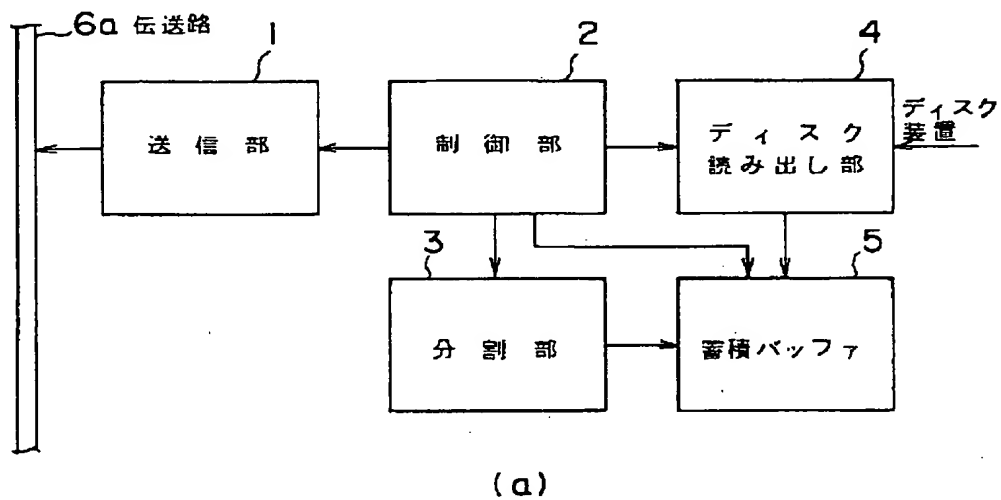 6a 伝送路
1
2
4
送信部
制御部
ディスク
読み出し部
ディスク
装置
3
5
分割部
蓄積バッファ
(a)